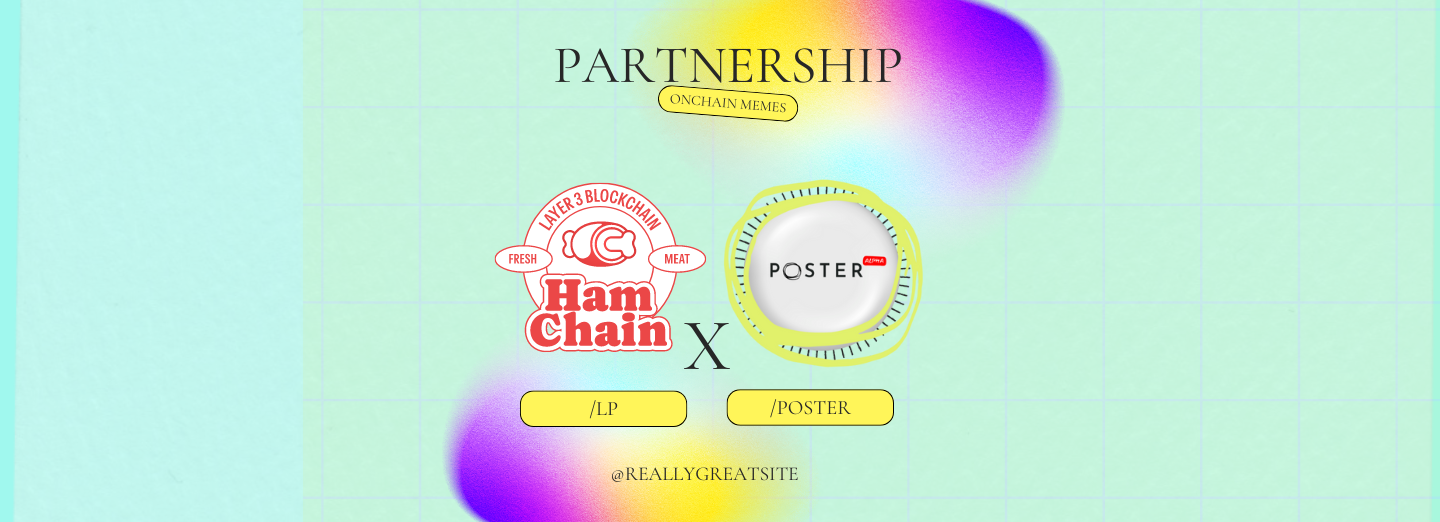 PARTNERSHIP
ONCHAIN MEMES
LAYER 3 BLOCKCHAIN
FRESH
MEAT
Ham
Chain
X
POSTER
ALPHA
/LP
/POSTER
@REALLYGREATSITE